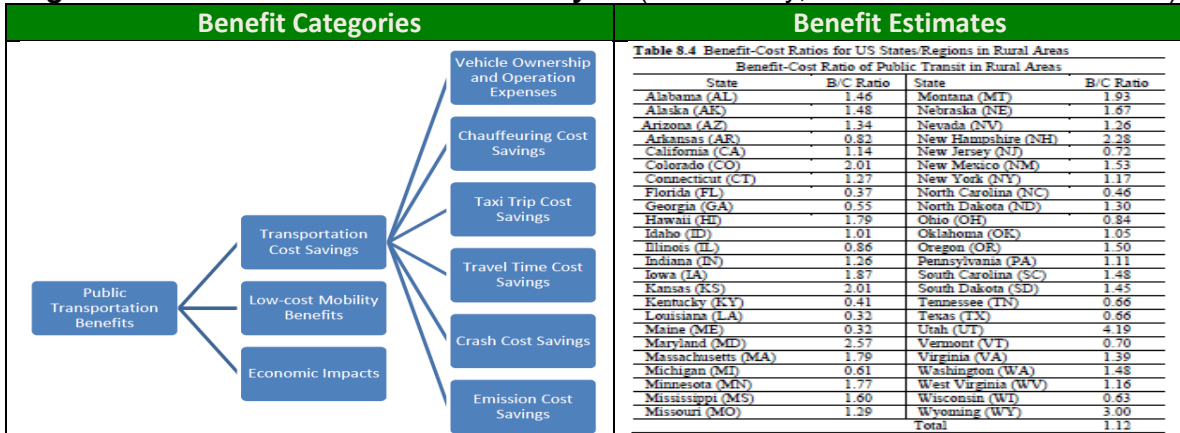 Benefit Categories
Benefit Estimates
Public
Transportation
Benefits
Transportation
Cost Savings
Low-cost Mobility
Benefits
Economic Impacts
Vehicle Ownership
and Operation
Expenses
Chauffeuring Cost
Savings
Taxi Trip Cost
Savings
Travel Time Cost
Savings
Crash Cost Savings
Emission Cost
Savings
Table 8.4 Benefit-Cost Ratios for US States/Regions in Rural Areas
Benefit-Cost Ratio of Public Transit in Rural Areas
State B/C Ratio State B/C Ratio
Alabama (AL) 1.46 Montana (MT) 1.93
Alaska (AK) 1.48 Nebraska (NE) 1.67
Arizona (AZ) 1.34 Nevada (NV) 1.26
Arkansas (AR) 0.82 New Hampshire (NH) 2.28
California (CA) 1.14 New Jersey (NJ) 0.72
Colorado (CO) 2.01 New Mexico (NM) 1.53
Connecticut (CT) 1.27 New York (NY) 1.17
Florida (FL) 0.37 North Carolina (NC) 0.46
Georgia (GA) 0.55 North Dakota (ND) 1.30
Hawaii (HI) 1.79 Ohio (OH) 0.84
Idaho (ID) 1.01 Oklahoma (OK) 1.05
Illinois (IL) 0.86 Oregon (OR) 1.50
Indiana (IN) 1.26 Pennsylvania (PA) 1.11
Iowa (IA) 1.87 South Carolina (SC) 1.48
Kansas (KS) 2.01 South Dakota (SD) 1.45
Kentucky (KY) 0.41 Tennessee (TN) 0.66
Louisiana (LA) 0.32 Texas (TX) 0.66
Maine (ME) 0.32 Utah (UT) 4.19
Maryland (MD) 2.57 Vermont (VT) 0.70
Massachusetts (MA) 1.79 Virginia (VA) 1.39
Michigan (MI) 0.61 Washington (WA) 1.48
Minnesota (MN) 1.77 West Virginia (WV) 1.16
Mississippi (MS) 1.60 Wisconsin (WI) 0.63
Missouri (MO) 1.29 Wyoming (WY) 3.00
Total 1.12